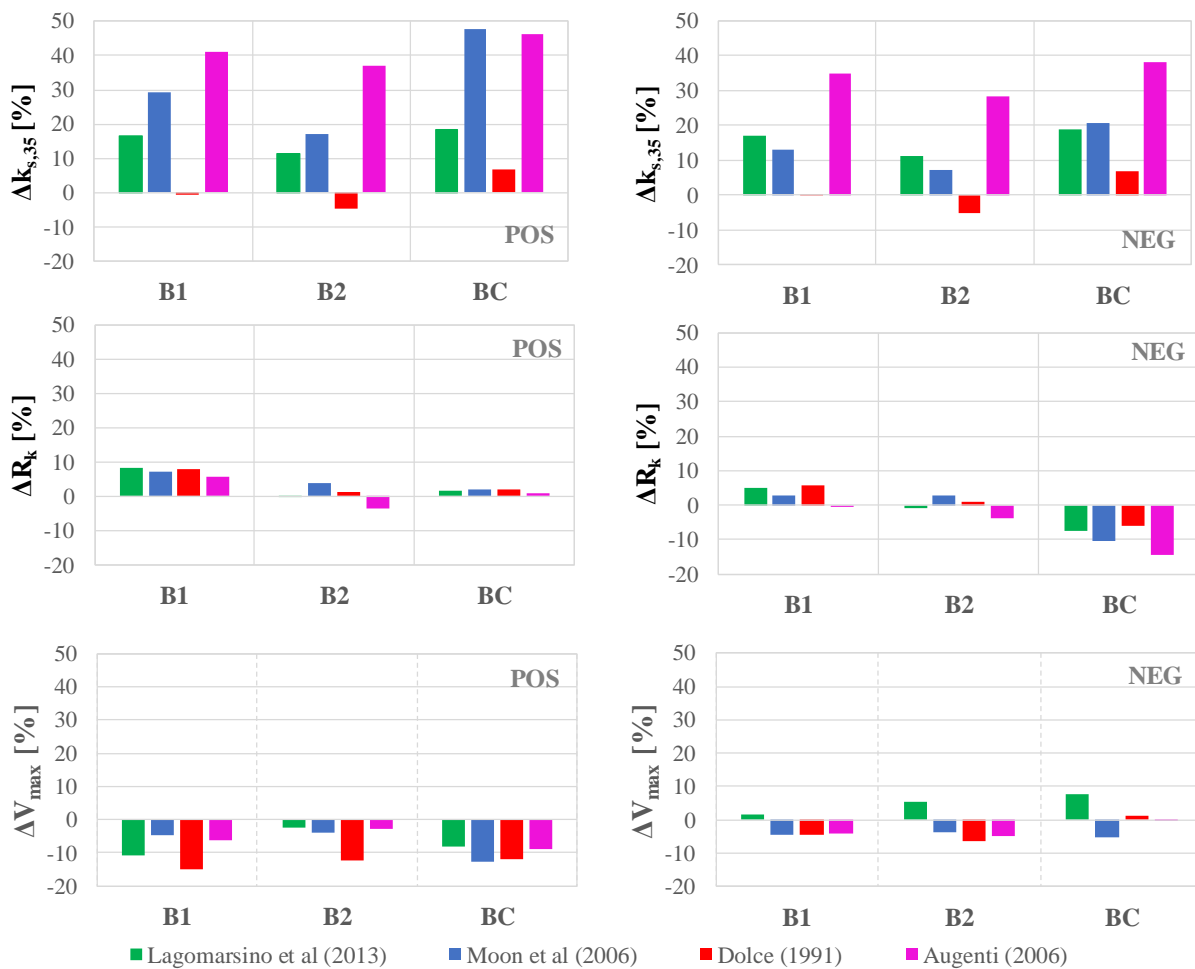 50
40
30
20
10
0
-10
-20
Δk_s,35 [%]
POS
B1 B2 BC
50
40
30
20
10
0
-10
-20
Δk_s,35 [%]
NEG
B1 B2 BC
50
40
30
20
10
0
-10
-20
ΔR_k [%]
POS
B1 B2 BC
50
40
30
20
10
0
-10
-20
ΔR_k [%]
NEG
B1 B2 BC
50
40
30
20
10
0
-10
-20
ΔV_max [%]
POS
B1 B2 BC
50
40
30
20
10
0
-10
-20
ΔV_max [%]
NEG
B1 B2 BC
Lagomarsino et al (2013) Moon et al (2006) Dolce (1991) Augenti (2006)